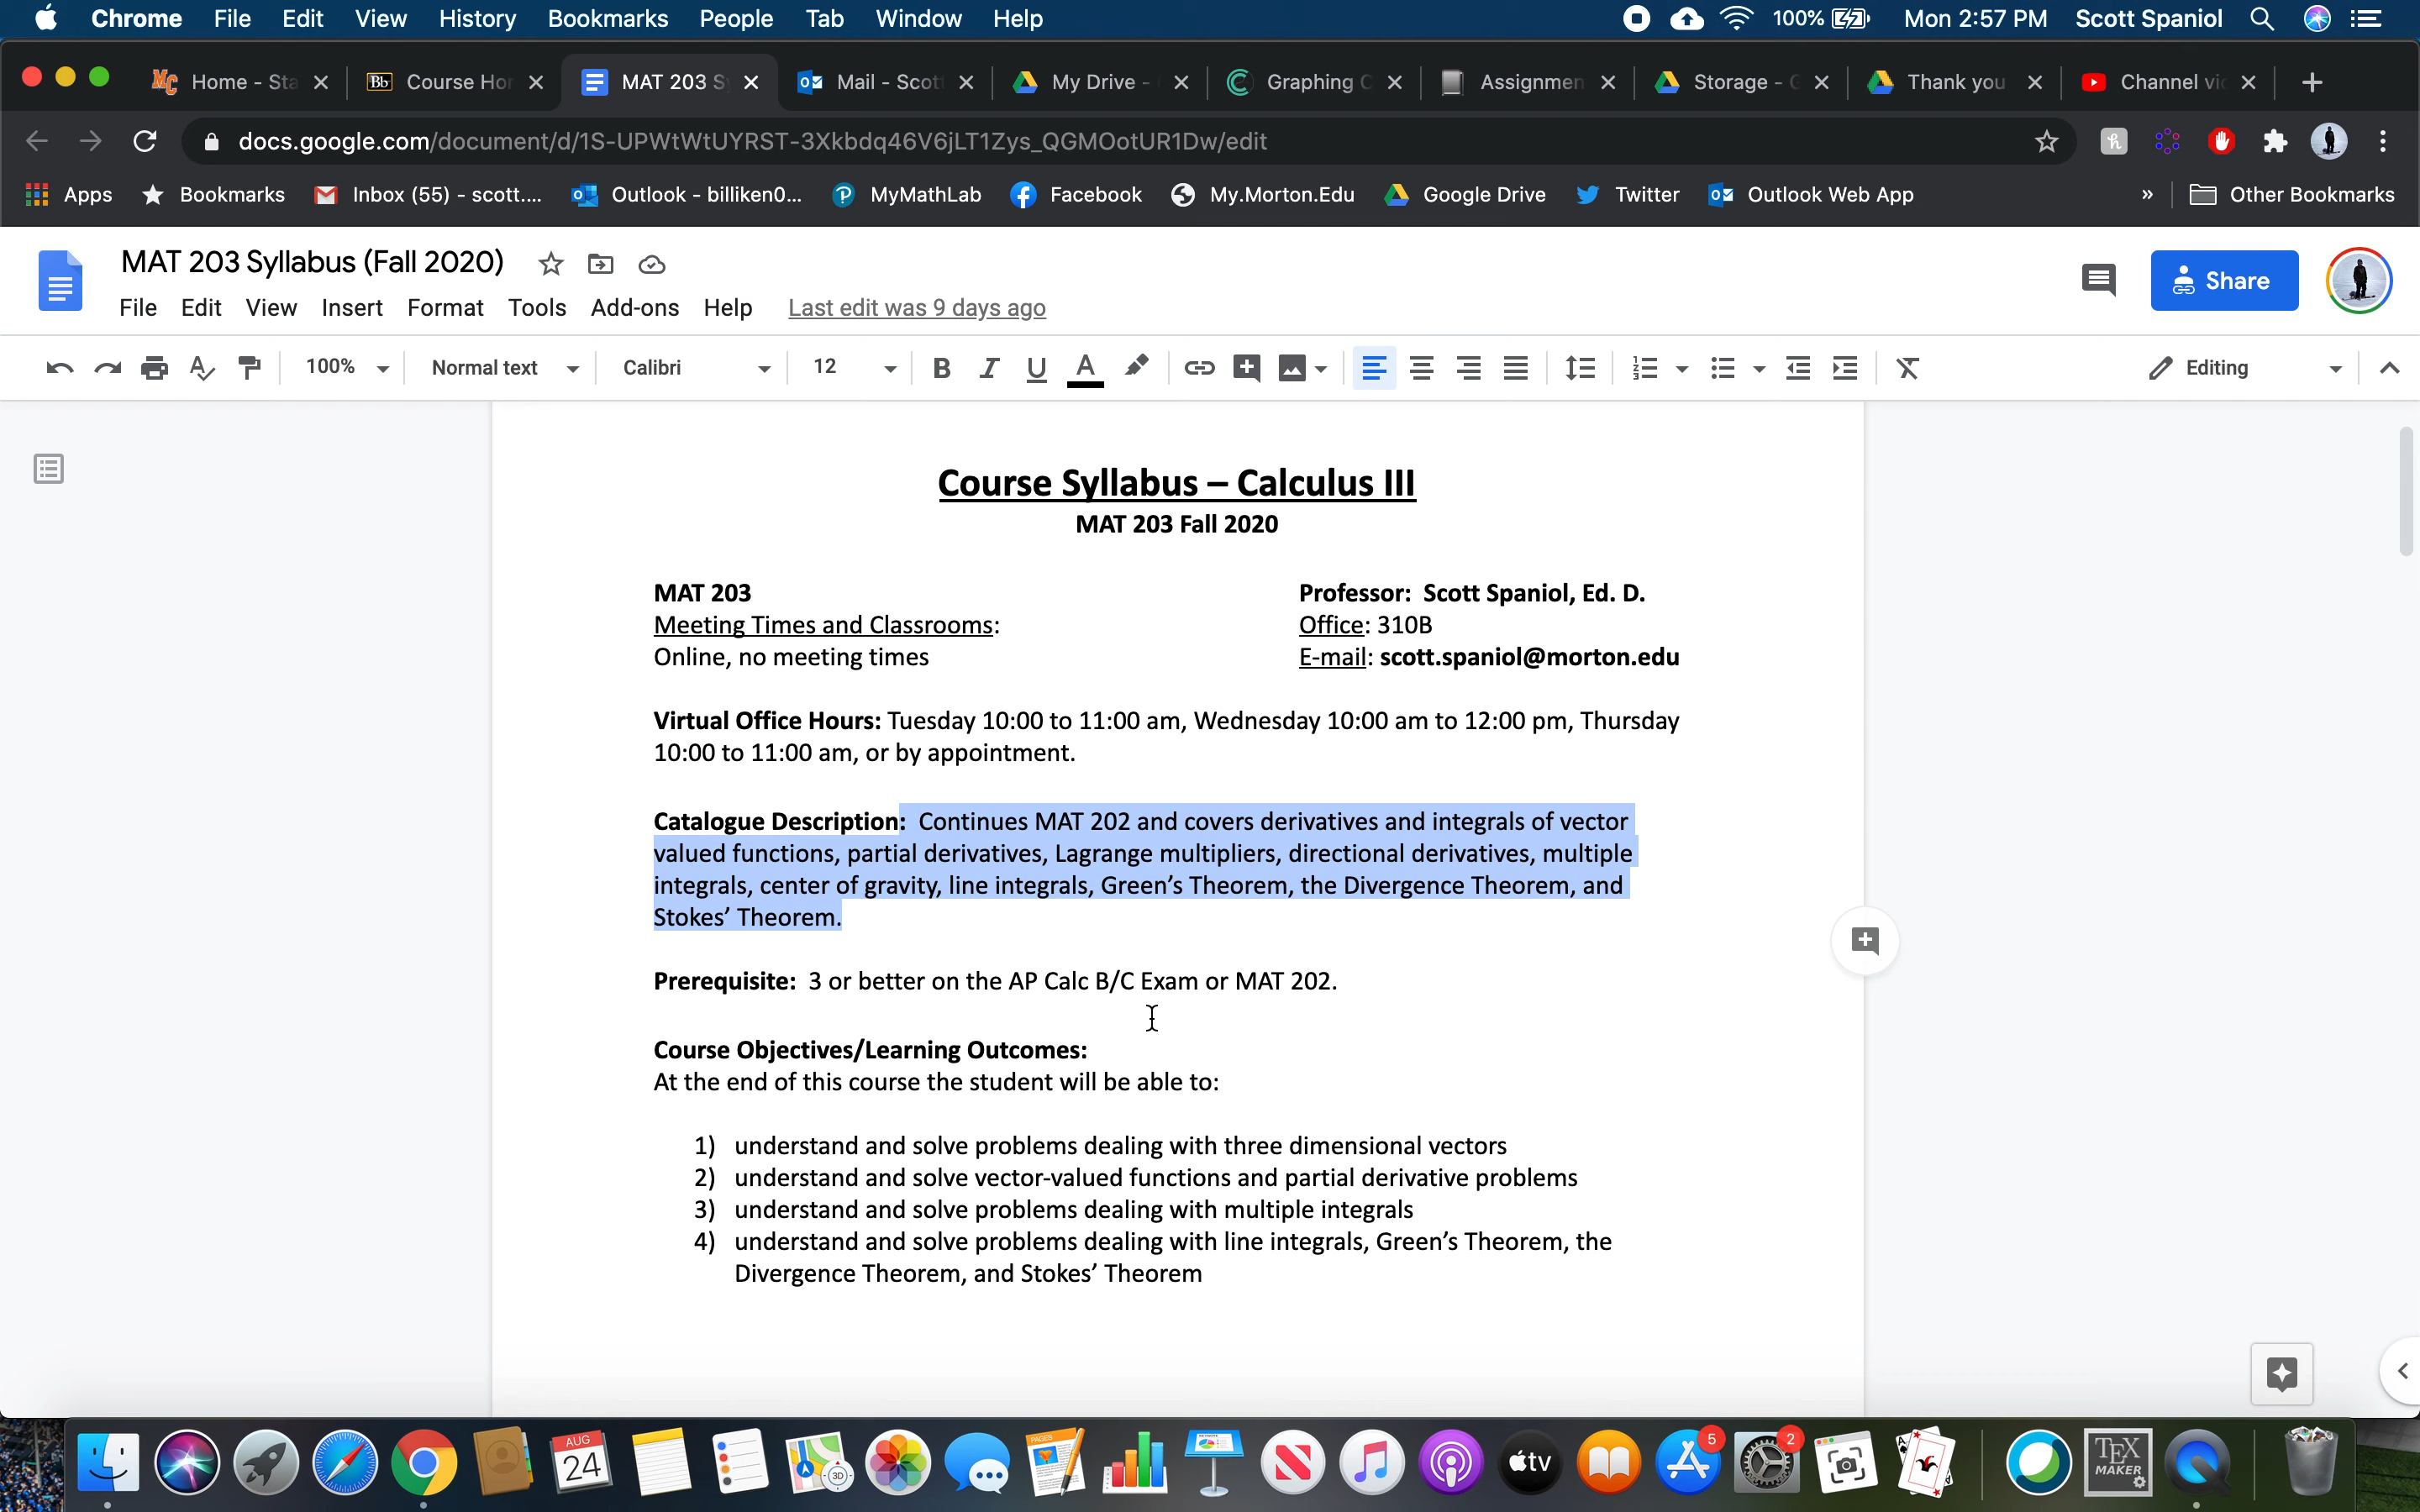 Chrome File Edit View History Bookmarks People Tab Window Help 100% Mon 2:57 PM Scott Spaniol
Home - Sta Bb Course Hor MAT 203 S Mail - Scott My Drive - Graphing C Assignmen Storage - G Thank you Channel vic
docs.google.com/document/d/1S-UPWtWtUYRST-3Xkbdq46V6jLT1Zys_QGMOotUR1Dw/edit
Apps Bookmarks Inbox (55) - scott.... Outlook - billiken0... MyMathLab Facebook My.Morton.Edu Google Drive Twitter Outlook Web App » Other Bookmarks
MAT 203 Syllabus (Fall 2020)
Share
File Edit View Insert Format Tools Add-ons Help Last edit was 9 days ago
100% Normal text Calibri 12 B I U A Editing
Course Syllabus – Calculus III
MAT 203 Fall 2020
MAT 203 Professor: Scott Spaniol, Ed. D.
Meeting Times and Classrooms: Office: 310B
Online, no meeting times E-mail: scott.spaniol@morton.edu
Virtual Office Hours: Tuesday 10:00 to 11:00 am, Wednesday 10:00 am to 12:00 pm, Thursday
10:00 to 11:00 am, or by appointment.
Catalogue Description: Continues MAT 202 and covers derivatives and integrals of vector
valued functions, partial derivatives, Lagrange multipliers, directional derivatives, multiple
integrals, center of gravity, line integrals, Green’s Theorem, the Divergence Theorem, and
Stokes’ Theorem.
Prerequisite: 3 or better on the AP Calc B/C Exam or MAT 202.
Course Objectives/Learning Outcomes:
At the end of this course the student will be able to:
1) understand and solve problems dealing with three dimensional vectors
2) understand and solve vector-valued functions and partial derivative problems
3) understand and solve problems dealing with multiple integrals
4) understand and solve problems dealing with line integrals, Green’s Theorem, the
Divergence Theorem, and Stokes’ Theorem
AUG 24 3D PAGES tv 5 2 TEX MAKER